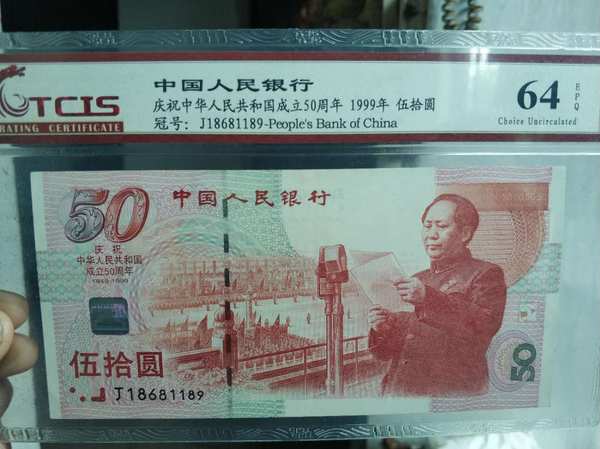 TCIS
RATING CERTIFICATE
中国人民银行
庆祝中华人民共和国成立50周年 1999年 伍拾圆
冠号: J18681189-People's Bank of China
64
EPQ
Choice Uncirculated
50
中国人民银行
庆祝
中华人民共和国
成立50周年
1949-1999
伍拾圆
J18681189
50